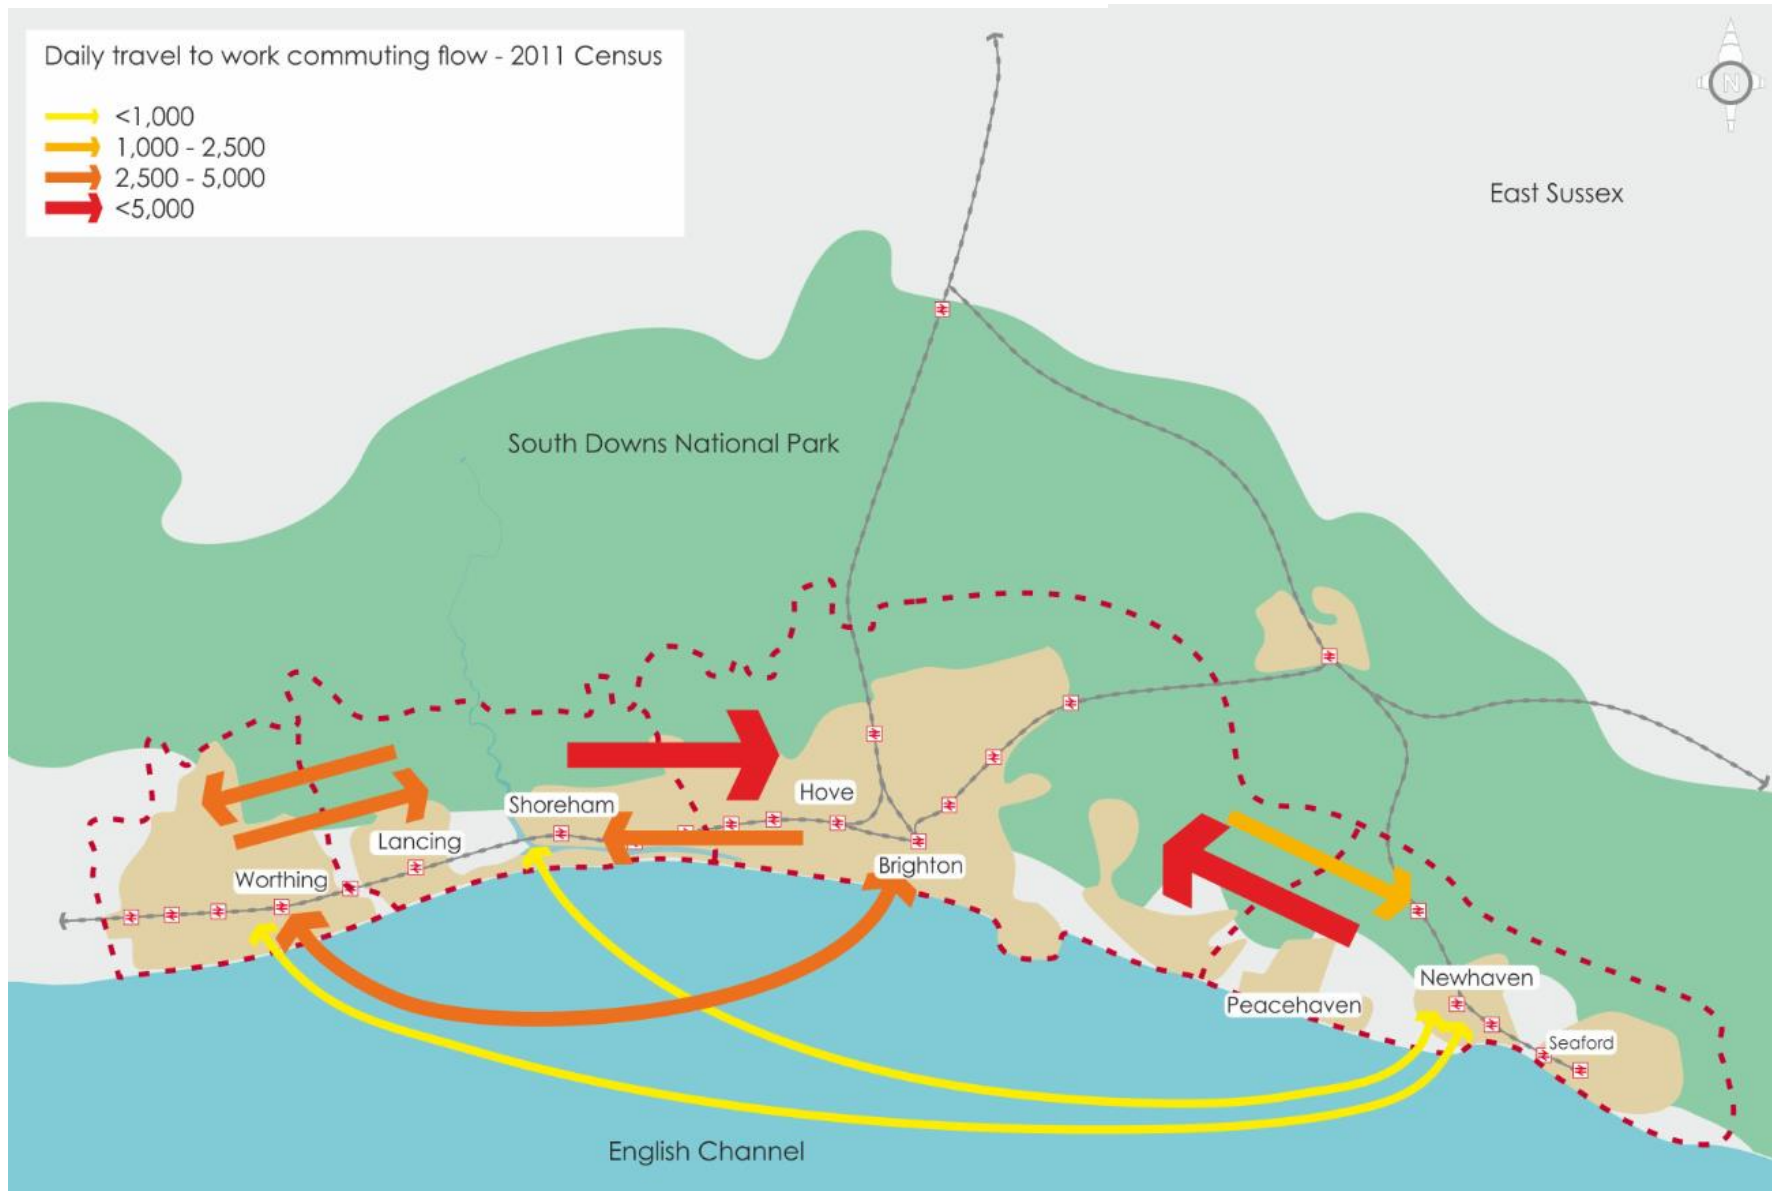 Daily travel to work commuting flow - 2011 Census
<1,000
1,000 - 2,500
2,500 - 5,000
<5,000
N
East Sussex
South Downs National Park
Hove
Shoreham
Lancing
Brighton
Worthing
Newhaven
Peacehaven
Seaford
English Channel